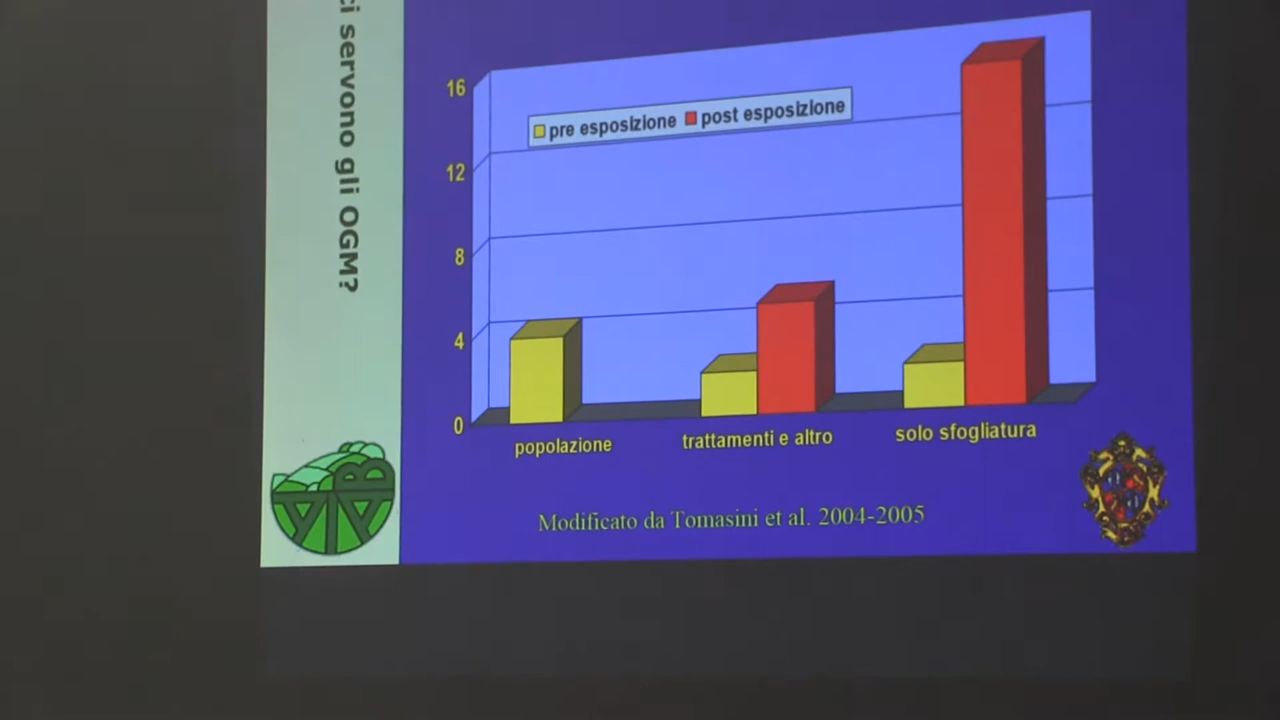 ci servono gli OGM?
16
12
8
4
0
pre esposizione post esposizione
popolazione
trattamenti e altro
solo sfogliatura
Modificato da Tomasini et al. 2004-2005
AIAB